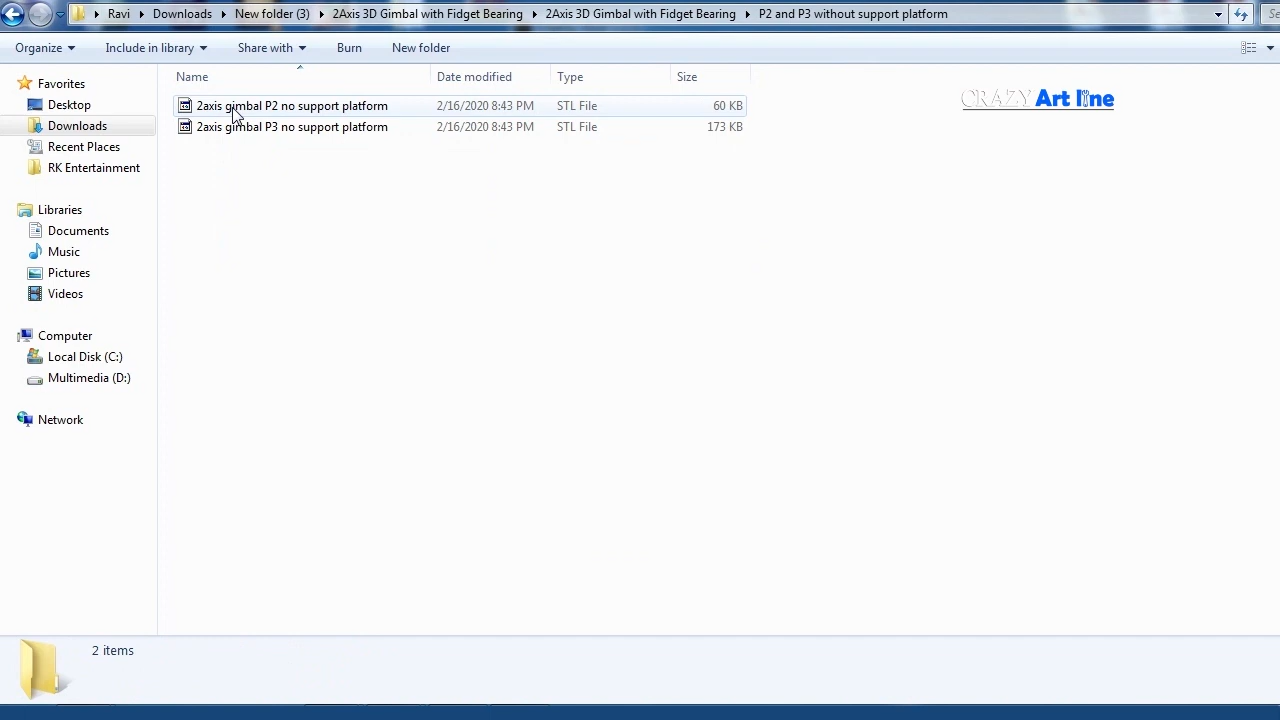 Ravi Downloads New folder (3) 2Axis 3D Gimbal with Fidget Bearing 2Axis 3D Gimbal with Fidget Bearing P2 and P3 without support platform
Organize Include in library Share with Burn New folder
Name Date modified Type Size
2axis gimbal P2 no support platform 2/16/2020 8:43 PM STL File 60 KB
2axis gimbal P3 no support platform 2/16/2020 8:43 PM STL File 173 KB
CRAZY Art line
Favorites
Desktop
Downloads
Recent Places
RK Entertainment
Libraries
Documents
Music
Pictures
Videos
Computer
Local Disk (C:)
Multimedia (D:)
Network
2 items